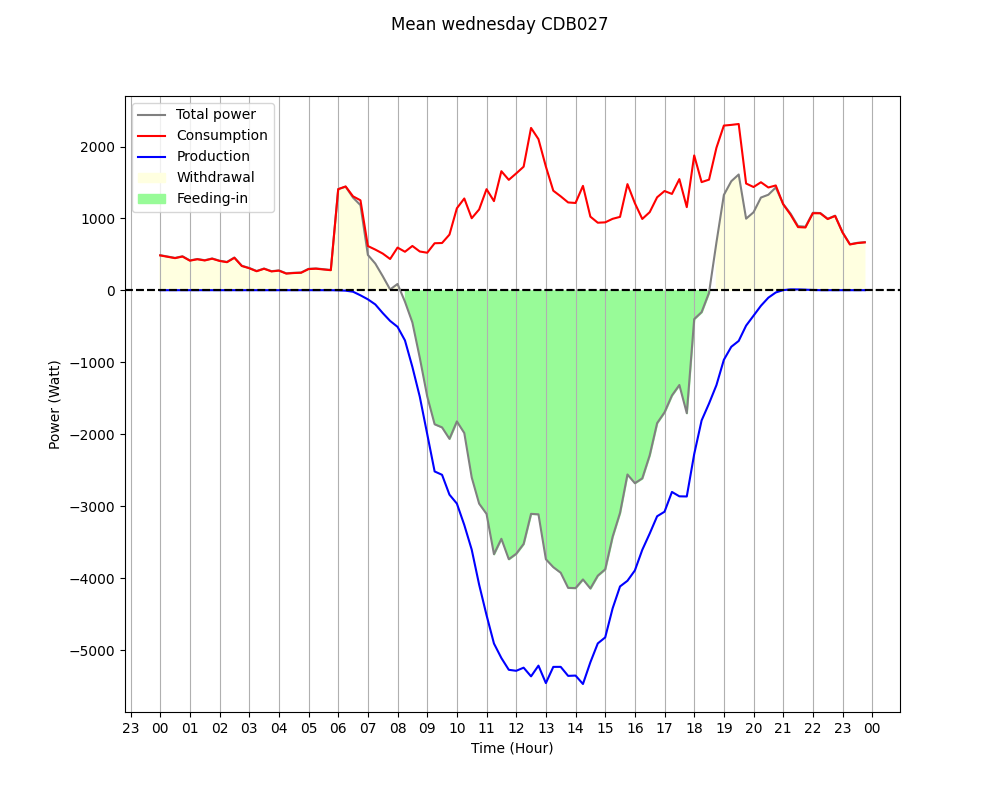 Mean wednesday CDB027
Total power
Consumption
Production
Withdrawal
Feeding-in
2000
1000
0
−1000
−2000
−3000
−4000
−5000
Power (Watt)
23 00 01 02 03 04 05 06 07 08 09 10 11 12 13 14 15 16 17 18 19 20 21 22 23 00
Time (Hour)